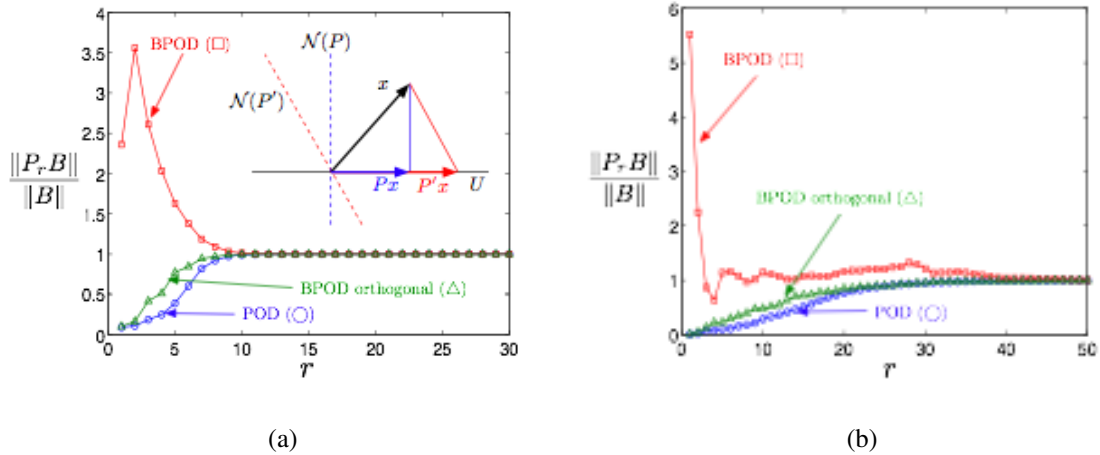 4
3.5
3
2.5
2
1.5
1
0.5
0
‖P_r B‖
‖B‖
BPOD (□)
N(P)
N(P′)
x
Px
P′x
U
BPOD orthogonal (△)
POD (○)
0 5 10 15 20 25 30
r
(a)
6
5
4
3
2
1
0
‖P_r B‖
‖B‖
BPOD (□)
BPOD orthogonal (△)
POD (○)
0 10 20 30 40 50
r
(b)